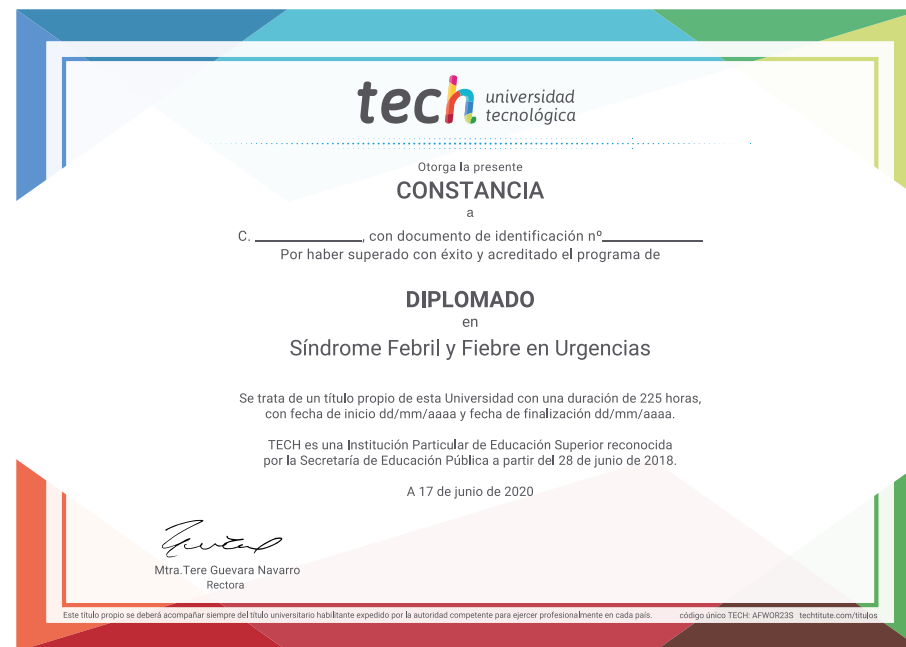 tech universidad
tecnológica
Otorga la presente
CONSTANCIA
a
C. ______________, con documento de identificación nº______________
Por haber superado con éxito y acreditado el programa de
DIPLOMADO
en
Síndrome Febril y Fiebre en Urgencias
Se trata de un título propio de esta Universidad con una duración de 225 horas,
con fecha de inicio dd/mm/aaaa y fecha de finalización dd/mm/aaaa.
TECH es una Institución Particular de Educación Superior reconocida
por la Secretaría de Educación Pública a partir del 28 de junio de 2018.
A 17 de junio de 2020
Mtra.Tere Guevara Navarro
Rectora
Este título propio se deberá acompañar siempre del título universitario habilitante expedido por la autoridad competente para ejercer profesionalmente en cada país. código único TECH: AFWOR23S techtitute.com/titulos